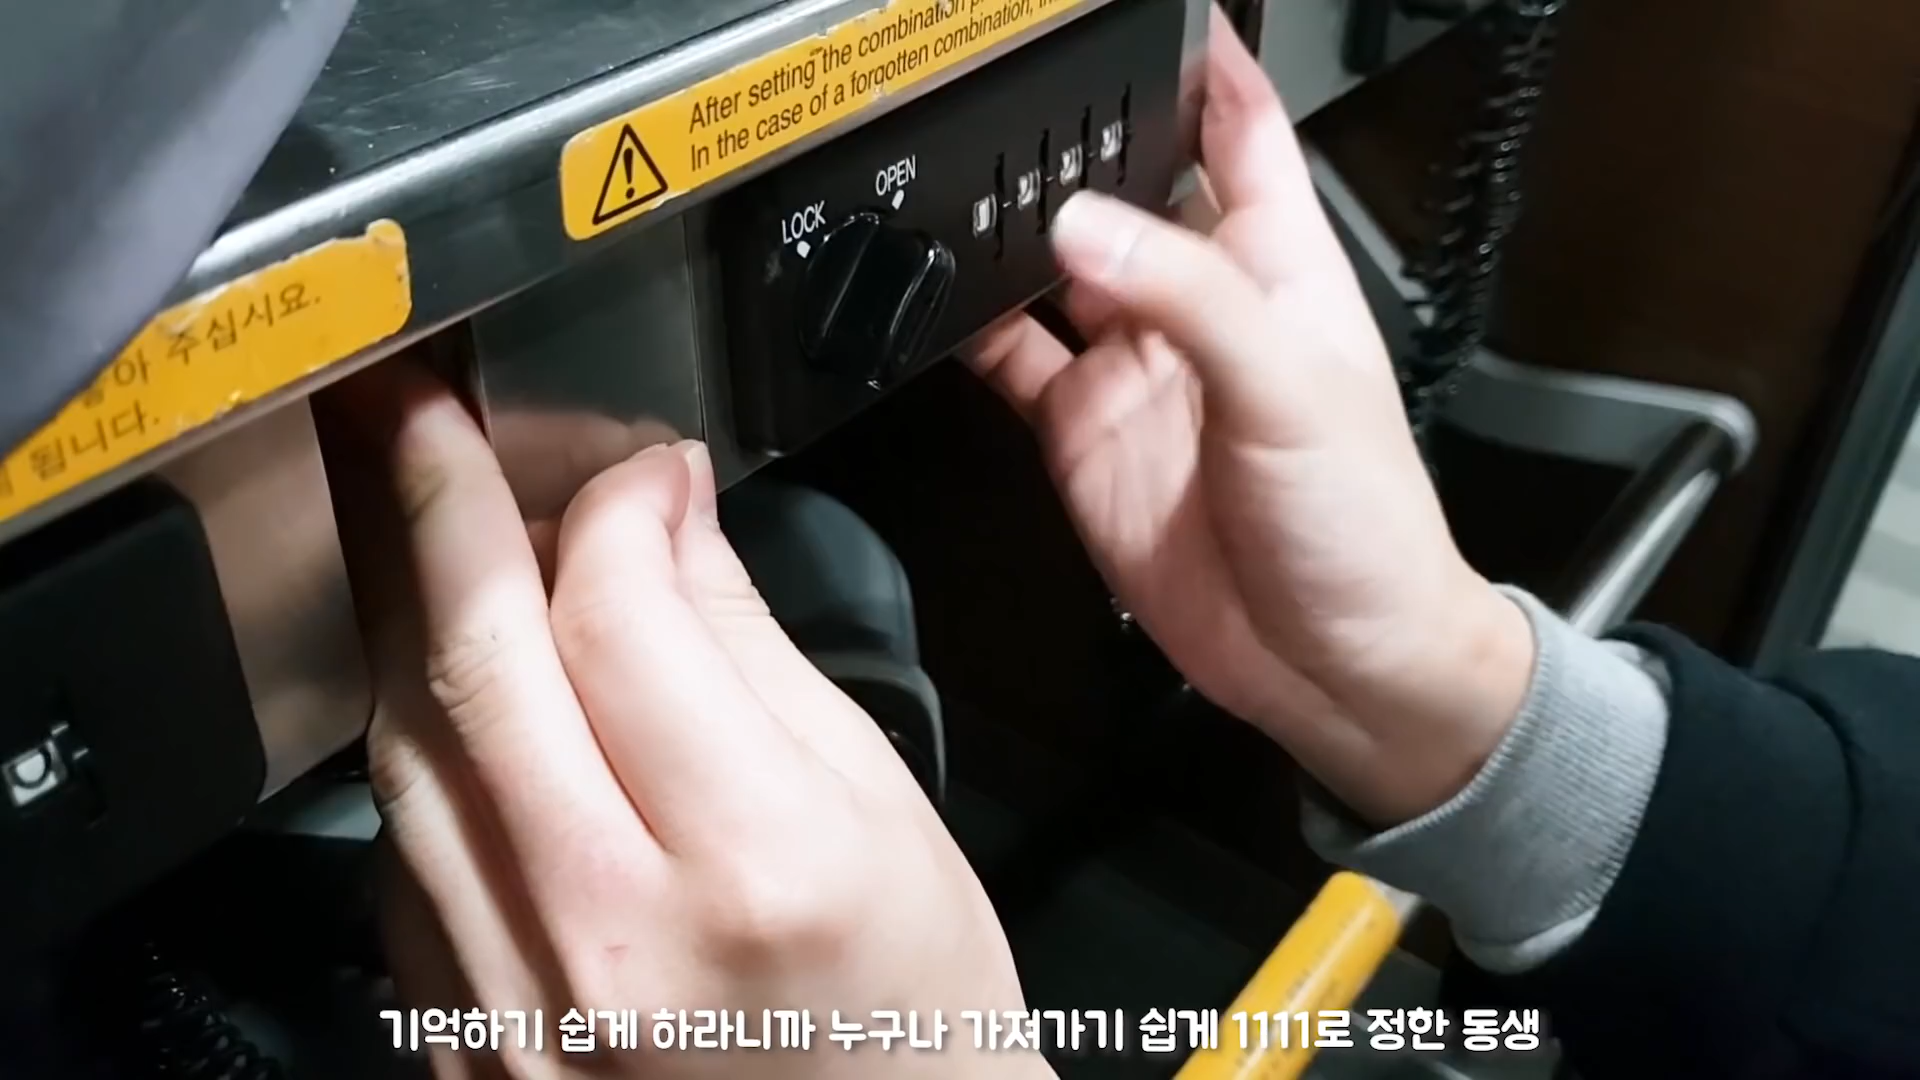 After setting the combination
In the case of a forgotten combination,
OPEN
LOCK
주십시요.
됩니다.
기억하기 쉽게 하라니까 누구나 가져가기 쉽게 1111로 정한 동생